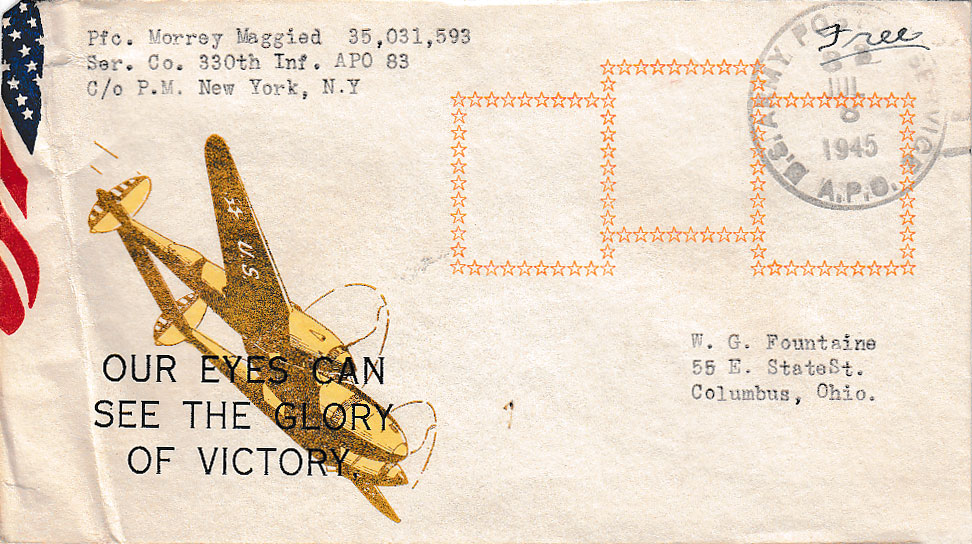 Pfc. Morrey Maggied 35,031,593
Ser. Co. 330th Inf. APO 83
C/o P.M. New York, N.Y
Free
U.S. ARMY POSTAL SERVICE
JUL
1945
A.P.O.
U S
OUR EYES CAN
SEE THE GLORY
OF VICTORY.
W. G. Fountaine
55 E. StateSt.
Columbus, Ohio.